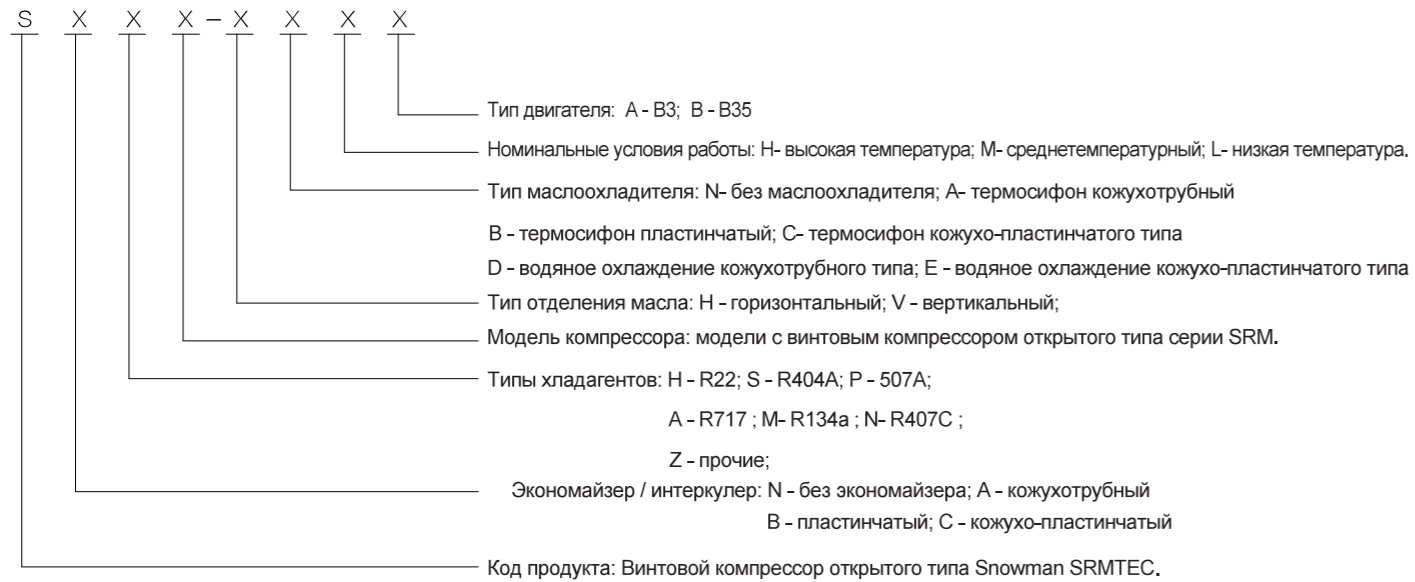 S X X X – X X X X
Тип двигателя: A - B3; B - B35
Номинальные условия работы: H- высокая температура; M- среднетемпературный; L- низкая температура.
Тип маслоохладителя: N- без маслоохладителя; A- термосифон кожухотрубный
B - термосифон пластинчатый; C- термосифон кожухо-пластинчатого типа
D - водяное охлаждение кожухотрубного типа; E - водяное охлаждение кожухо-пластинчатого типа
Тип отделения масла: H - горизонтальный; V - вертикальный;
Модель компрессора: модели с винтовым компрессором открытого типа серии SRM.
Типы хладагентов: H - R22; S - R404A; P - 507A;
A - R717 ; M- R134a ; N- R407C ;
Z - прочие;
Экономайзер / интеркулер: N - без экономайзера; A - кожухотрубный
B - пластинчатый; C - кожухо-пластинчатый
Код продукта: Винтовой компрессор открытого типа Snowman SRMTEC.